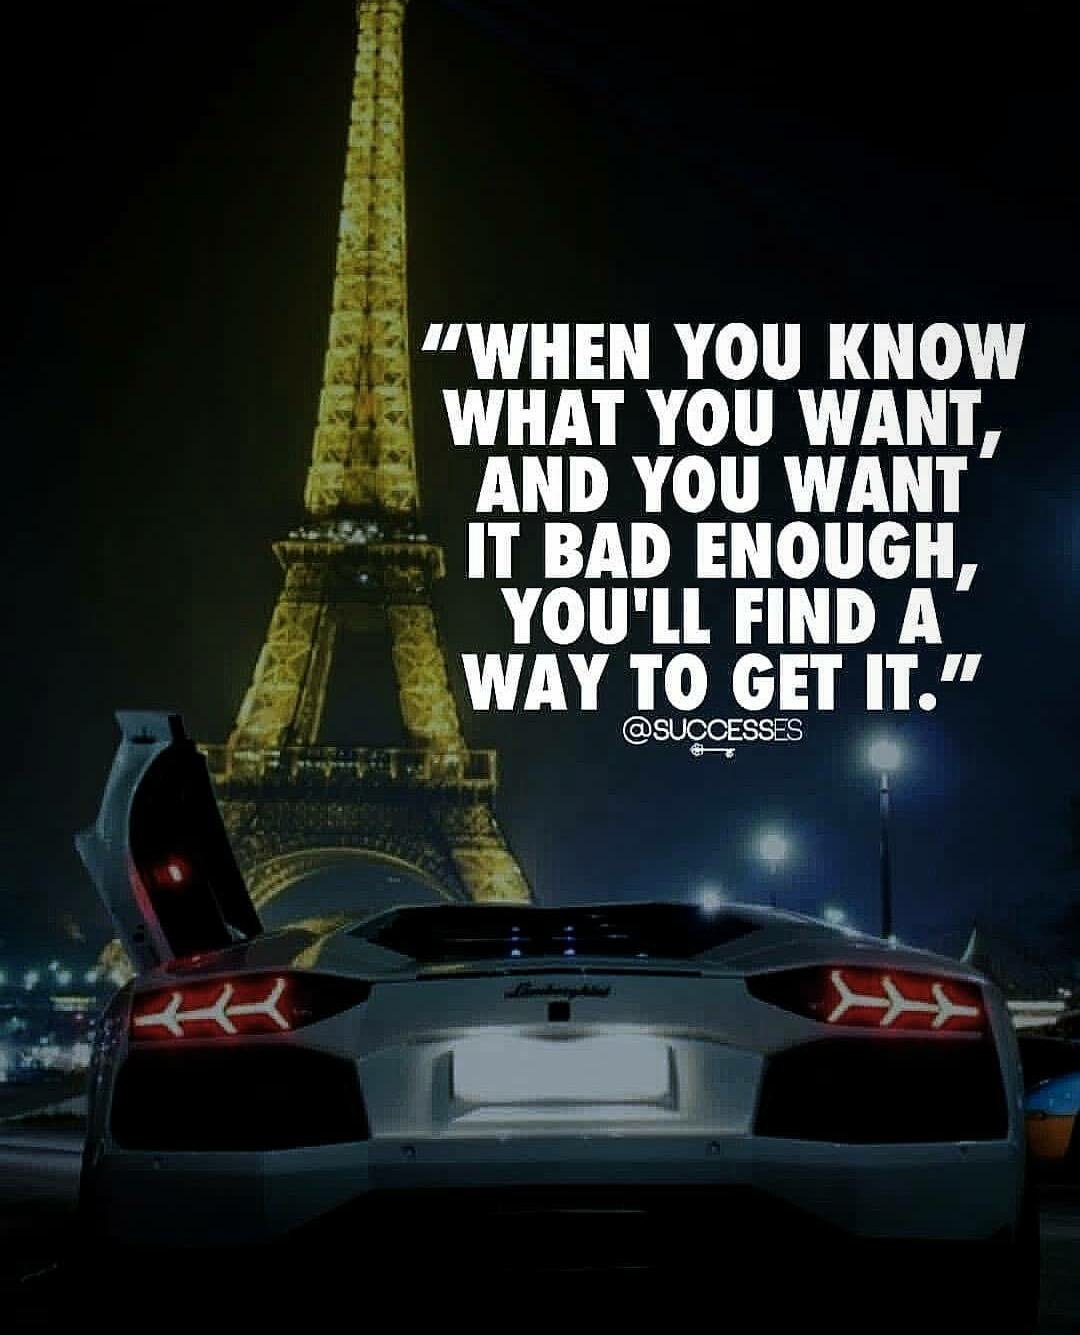 “WHEN YOU KNOW
WHAT YOU WANT,
AND YOU WANT
IT BAD ENOUGH,
YOU'LL FIND A
WAY TO GET IT.”
@SUCCESSES
Lamborghini